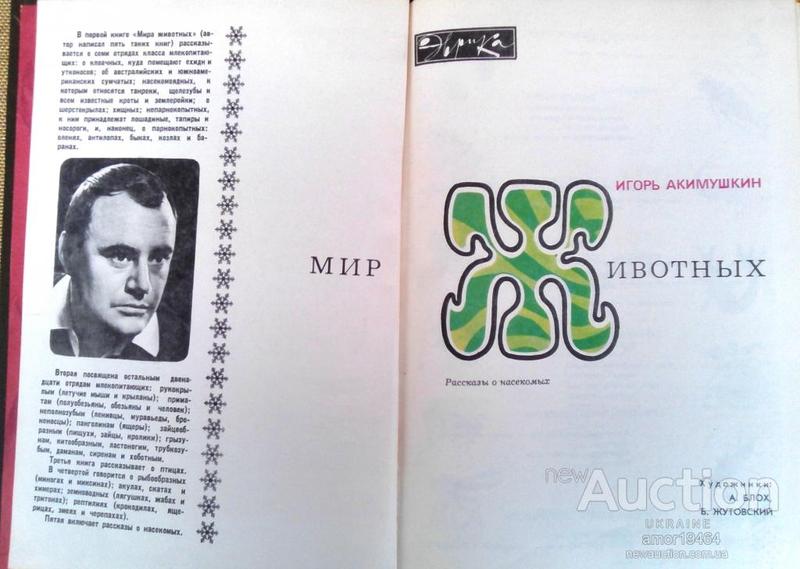 В первой книге «Мира животных» (ав-
тор написал пять таких книг) рассказы-
вается о семи отрядах класса млекопитаю-
щих: о клоачных, куда помещают ехидн и
утконосов; об австралийских и южноаме-
риканских сумчатых; насекомоядных, к
которым относятся танреки, щелезубы и
всем известные кроты и землеройки; о
шерстокрылах; хищных; непарнокопытных,
к ним принадлежат лошадиные, тапиры и
носороги, и, наконец, о парнокопытных:
оленях, антилопах, быках, козлах и ба-
ранах.
Вторая посвящена остальным двена-
дцати отрядам млекопитающих; рукокры-
лым (летучие мыши и крыланы); прима-
там (полуобезьяны, обезьяны и человек);
неполнозубым (ленивцы, муравьеды, бро-
неносцы); панголинам (ящеры); зайцеоб-
разным (пищухи, зайцы, кролики); грызу-
нам, китообразным, ластоногим, трубкозу-
бым, даманам, сиренам и хоботным.
Третья книга рассказывает о птицах.
В четвертой говорится о рыбообразных
(миногах и миксинах); акулах, скатах и
химерах; земноводных (лягушках, жабах и
тритонах); рептилиях (крокодилах, яще-
рицах, змеях и черепахах).
Пятая включает рассказы о насекомых.
Эврика
ИГОРЬ АКИМУШКИН
МИР ЖИВОТНЫХ
Рассказы о насекомых
Художники:
А. БЛОХ,
Б. ЖУТОВСКИЙ
newAuction
UKRAINE
amor19464
newauction.com.ua